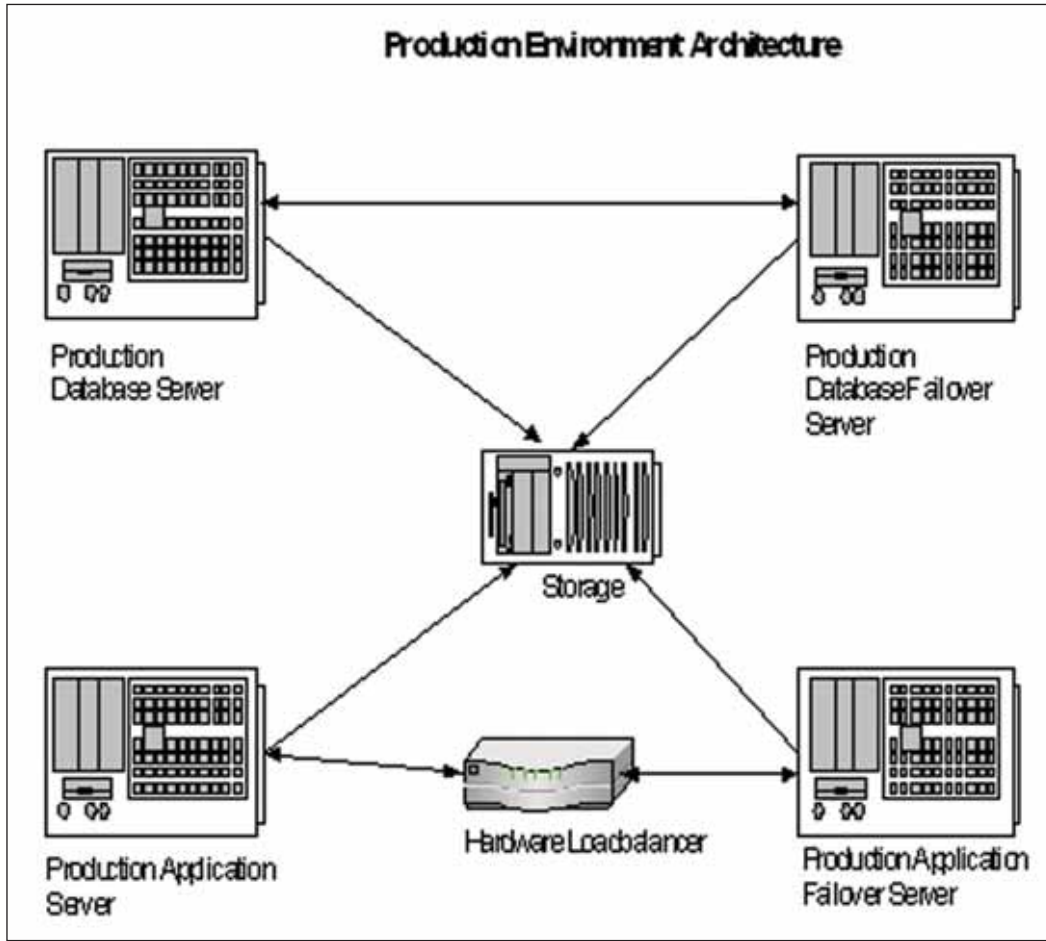 Production Environment Architecture
Production
Database Server
Production
Database Failover
Server
Storage
Hardware Loadbalancer
Production Application
Server
Production Application
Failover Server